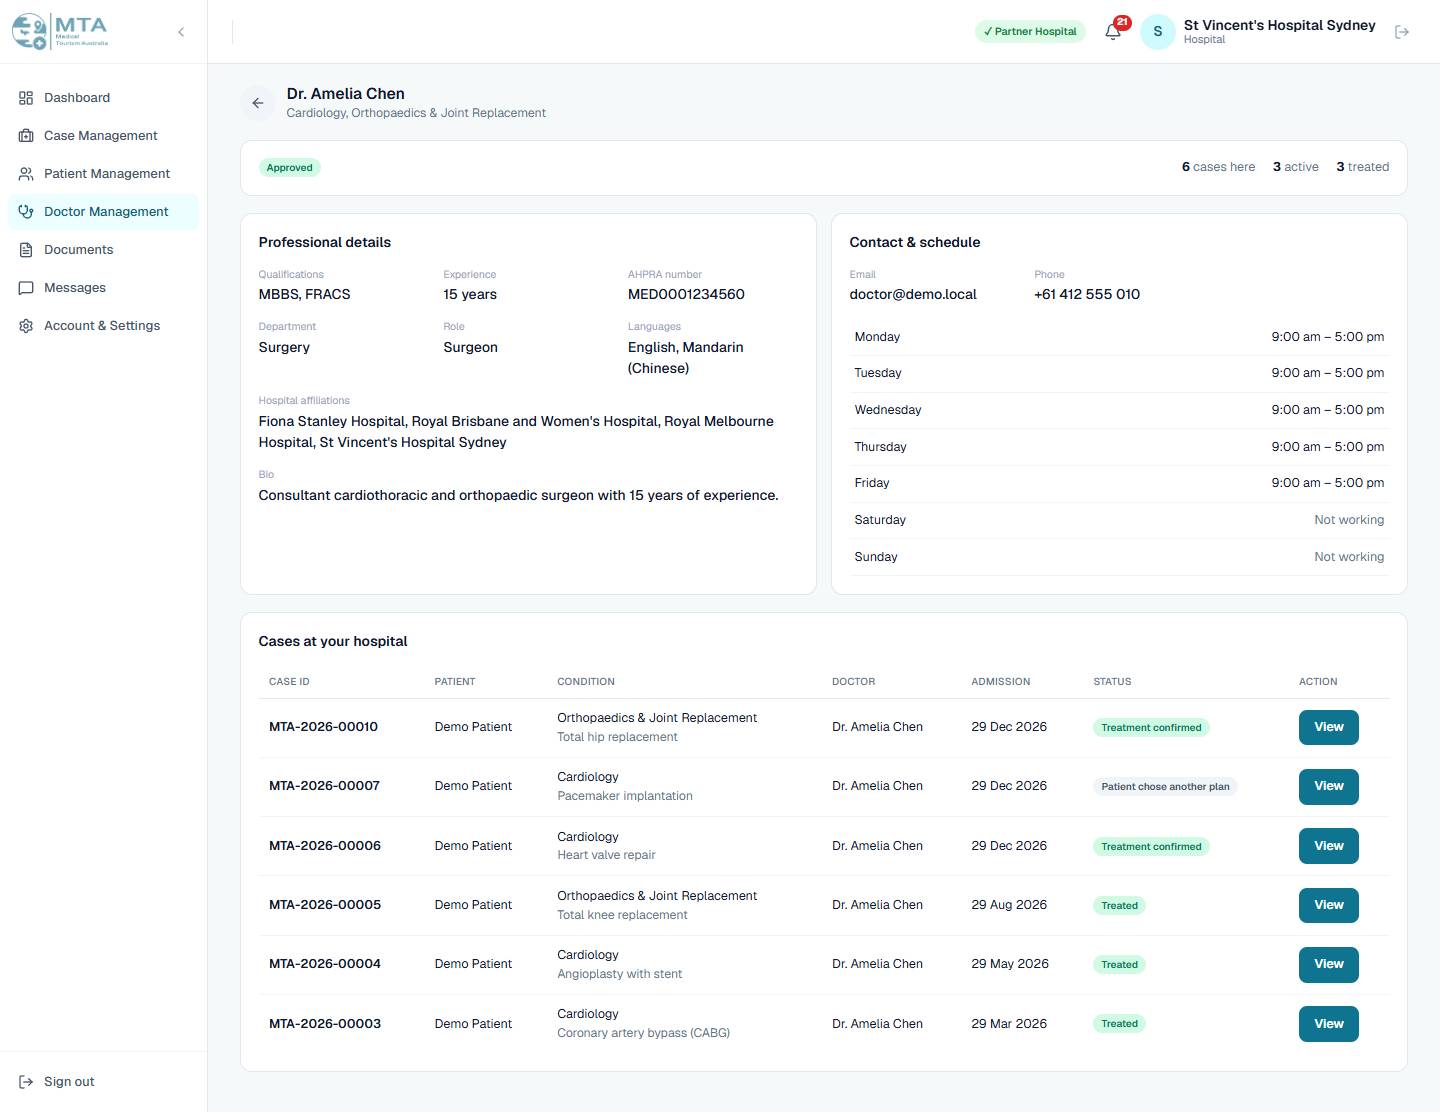 MTA
Medical
Tourism Australia
✓ Partner Hospital
21
S
St Vincent's Hospital Sydney
Hospital
Dashboard
Case Management
Patient Management
Doctor Management
Documents
Messages
Account & Settings
Sign out
Dr. Amelia Chen
Cardiology, Orthopaedics & Joint Replacement
Approved
6 cases here 3 active 3 treated
Professional details
Qualifications Experience AHPRA number
MBBS, FRACS 15 years MED0001234560
Department Role Languages
Surgery Surgeon English, Mandarin
(Chinese)
Hospital affiliations
Fiona Stanley Hospital, Royal Brisbane and Women's Hospital, Royal Melbourne
Hospital, St Vincent's Hospital Sydney
Bio
Consultant cardiothoracic and orthopaedic surgeon with 15 years of experience.
Contact & schedule
Email Phone
doctor@demo.local +61 412 555 010
Monday 9:00 am – 5:00 pm
Tuesday 9:00 am – 5:00 pm
Wednesday 9:00 am – 5:00 pm
Thursday 9:00 am – 5:00 pm
Friday 9:00 am – 5:00 pm
Saturday Not working
Sunday Not working
Cases at your hospital
CASE ID PATIENT CONDITION DOCTOR ADMISSION STATUS ACTION
MTA-2026-00010 Demo Patient Orthopaedics & Joint Replacement Dr. Amelia Chen 29 Dec 2026 Treatment confirmed View
Total hip replacement
MTA-2026-00007 Demo Patient Cardiology Dr. Amelia Chen 29 Dec 2026 Patient chose another plan View
Pacemaker implantation
MTA-2026-00006 Demo Patient Cardiology Dr. Amelia Chen 29 Dec 2026 Treatment confirmed View
Heart valve repair
MTA-2026-00005 Demo Patient Orthopaedics & Joint Replacement Dr. Amelia Chen 29 Aug 2026 Treated View
Total knee replacement
MTA-2026-00004 Demo Patient Cardiology Dr. Amelia Chen 29 May 2026 Treated View
Angioplasty with stent
MTA-2026-00003 Demo Patient Cardiology Dr. Amelia Chen 29 Mar 2026 Treated View
Coronary artery bypass (CABG)